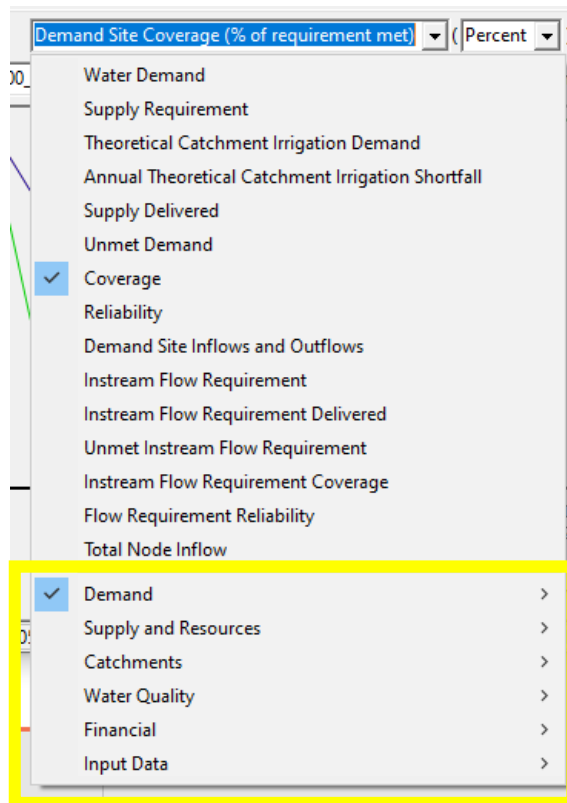 Demand Site Coverage (% of requirement met) ( Percent
Water Demand
Supply Requirement
Theoretical Catchment Irrigation Demand
Annual Theoretical Catchment Irrigation Shortfall
Supply Delivered
Unmet Demand
Coverage
Reliability
Demand Site Inflows and Outflows
Instream Flow Requirement
Instream Flow Requirement Delivered
Unmet Instream Flow Requirement
Instream Flow Requirement Coverage
Flow Requirement Reliability
Total Node Inflow
Demand
Supply and Resources
Catchments
Water Quality
Financial
Input Data